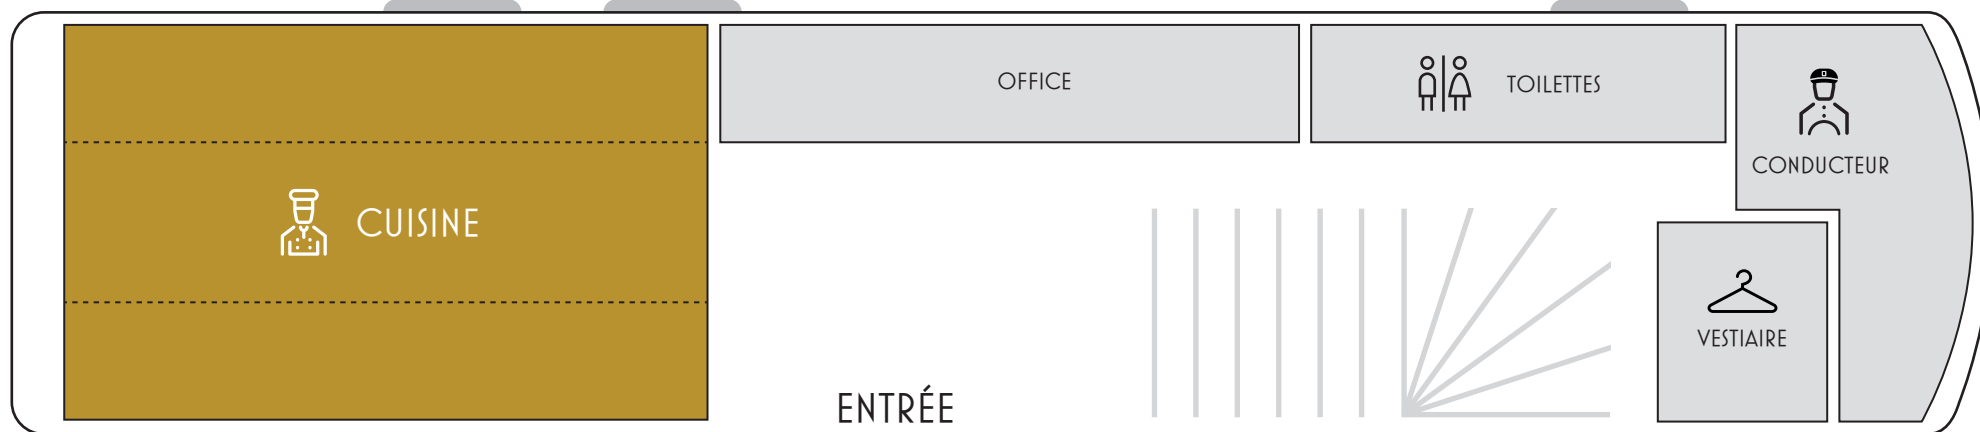 OFFICE
TOILETTES
CONDUCTEUR
CUISINE
VESTIAIRE
ENTRÉE